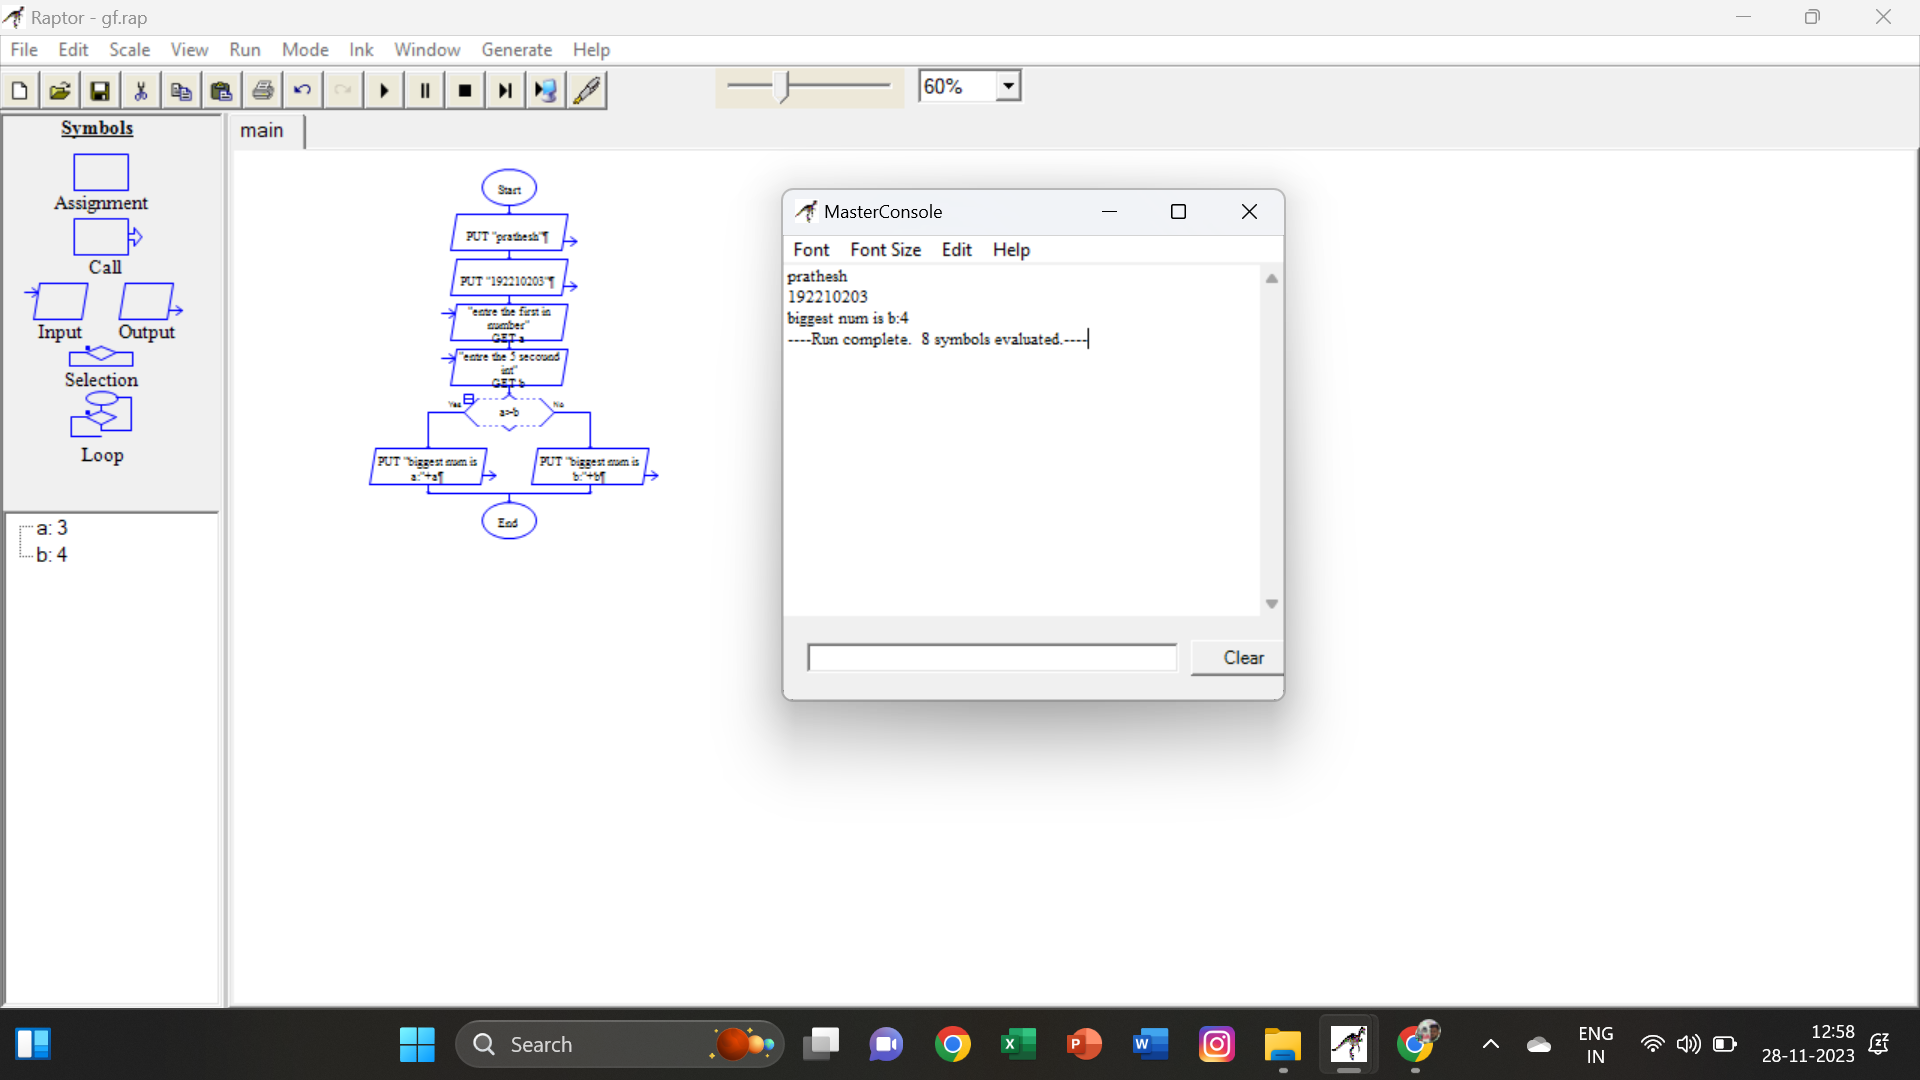 Raptor - gf.rap
File Edit Scale View Run Mode Ink Window Generate Help
60%
Symbols
Assignment
Call
Input Output
Selection
Loop
a: 3
b: 4
main
Start
PUT "prathesh"¶
PUT "192210203"¶
"entre the first in
number"
GET a
"entre the 5 secound
int"
GET b
Yes
a>b
No
PUT "biggest num is
a:"+a¶
PUT "biggest num is
b:"+b¶
End
MasterConsole
Font Font Size Edit Help
prathesh
192210203
biggest num is b:4
----Run complete. 8 symbols evaluated.----
Clear
Search
ENG
IN
12:58
28-11-2023